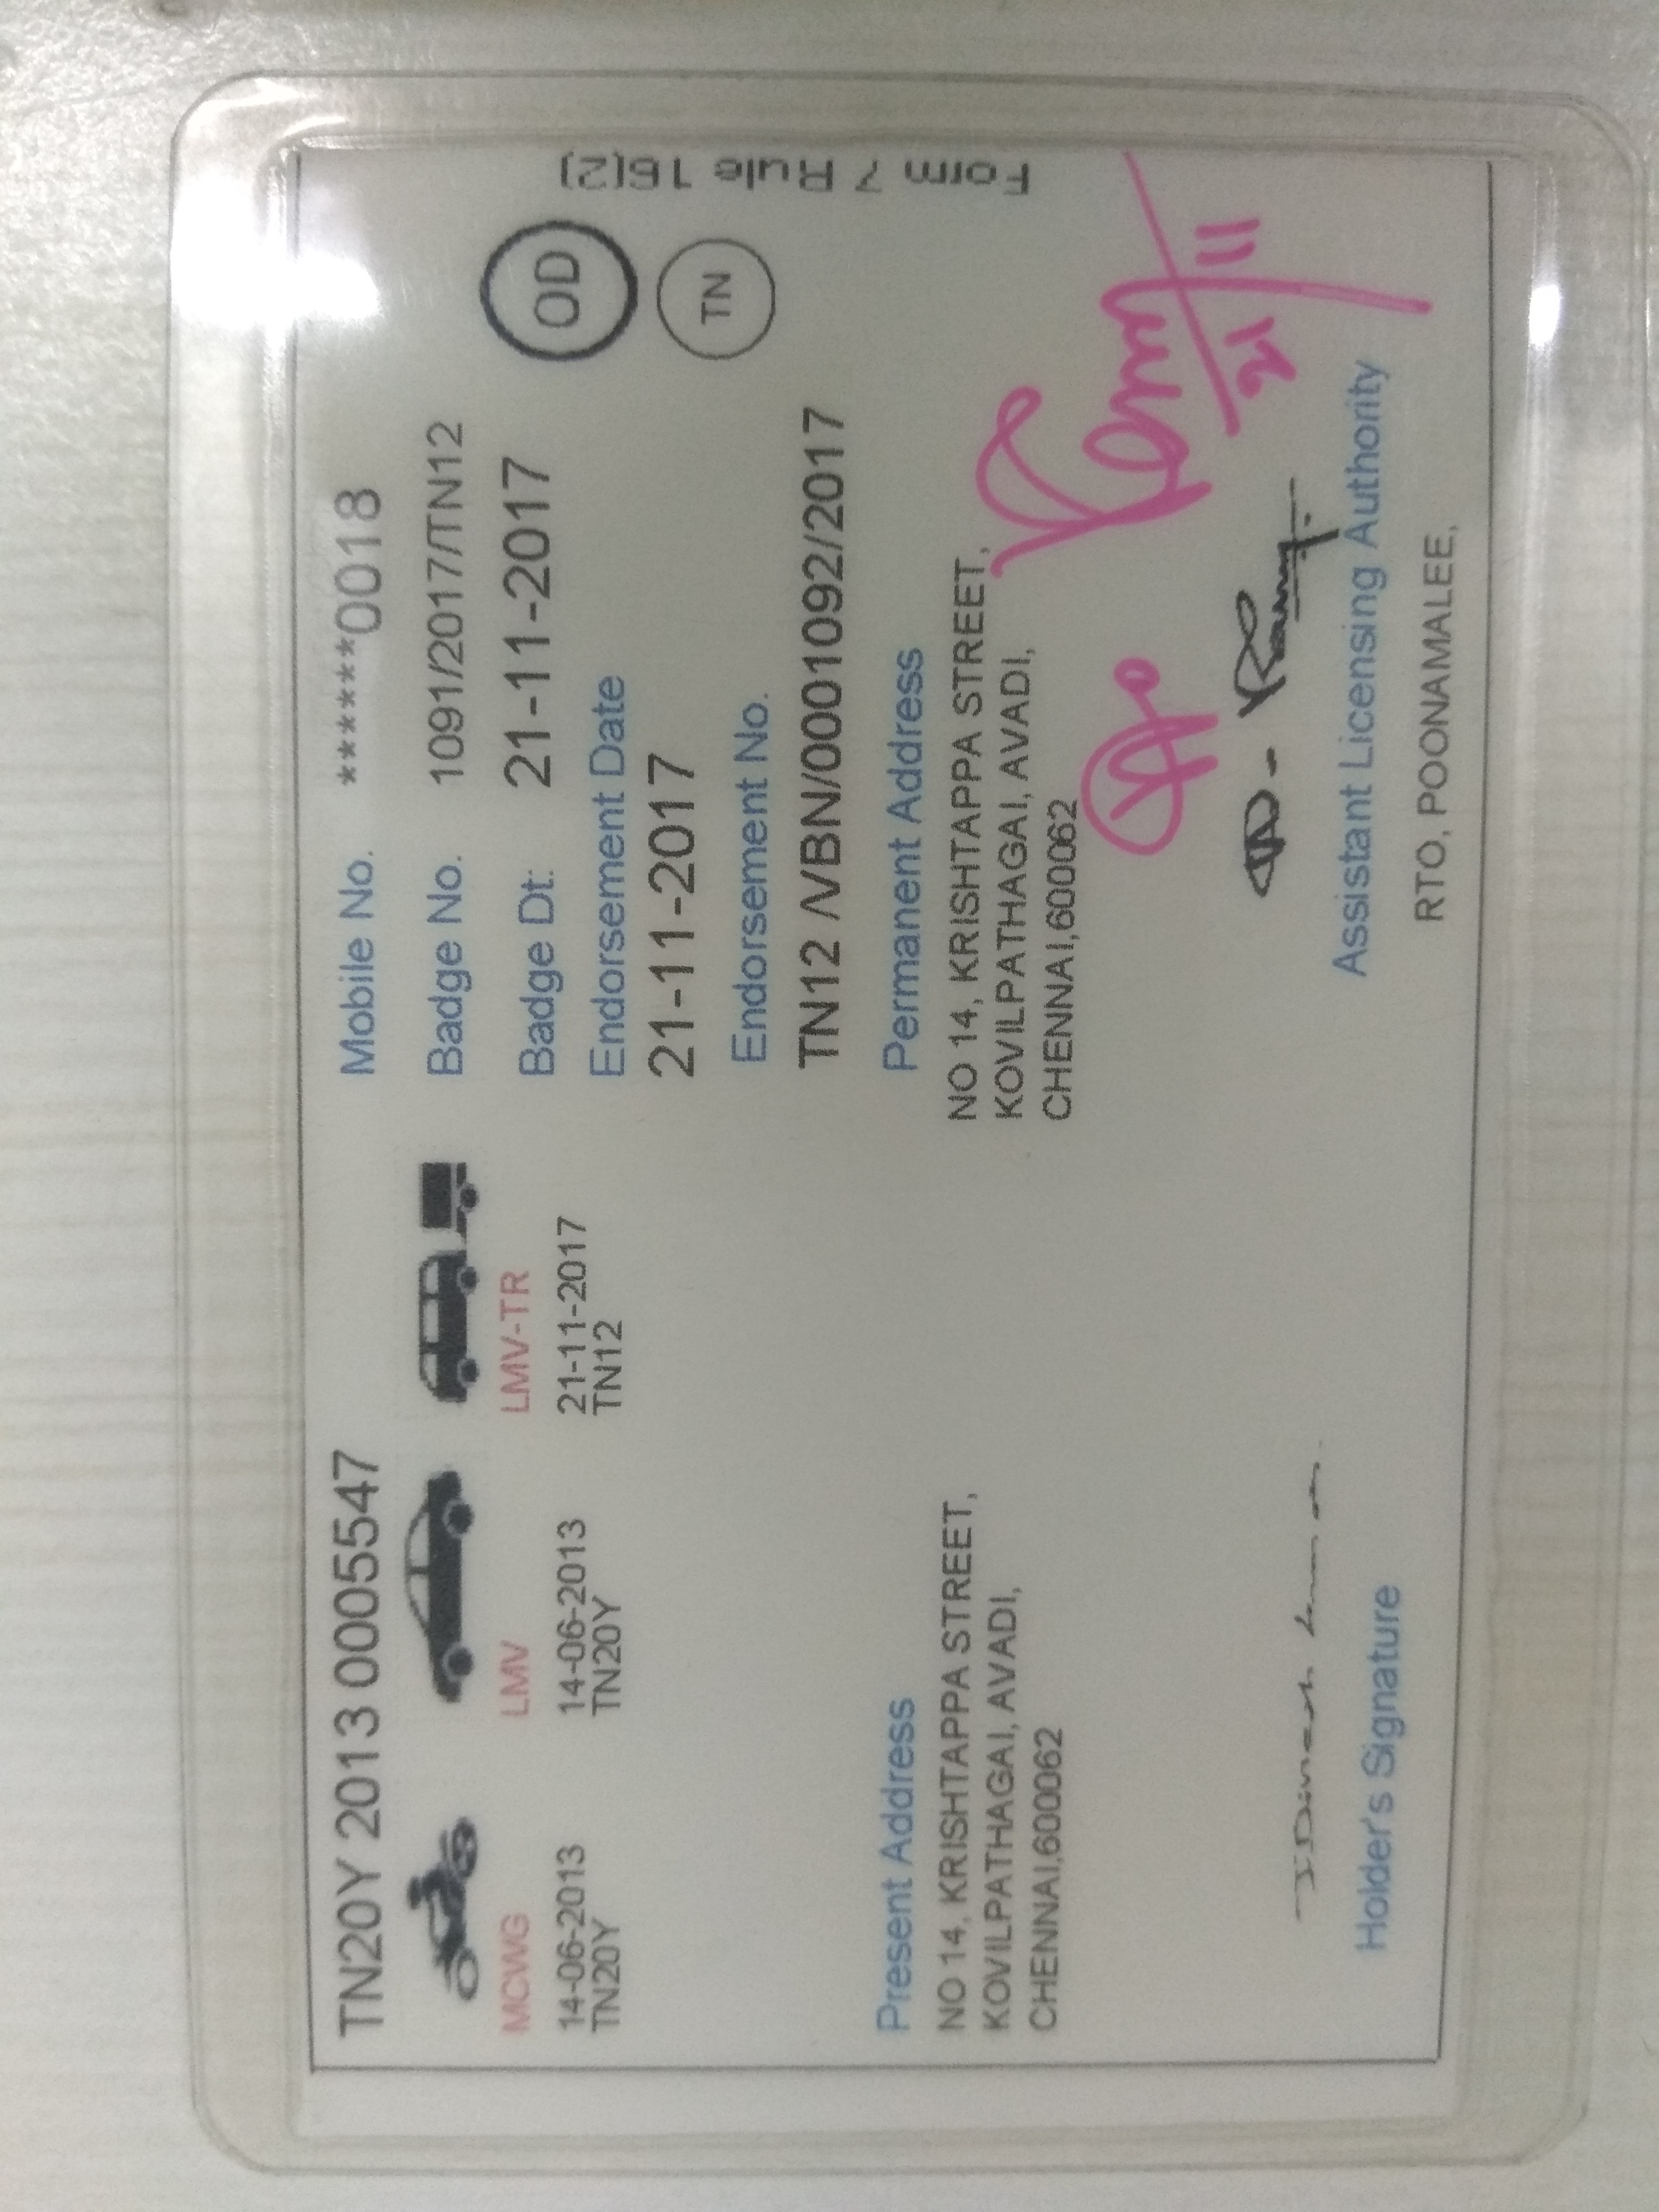 TN20Y 2013 0005547
MCWG
14-06-2013
TN20Y
LMV
14-06-2013
TN20Y
LMV-TR
21-11-2017
TN12
Mobile No. ******0018
Badge No. 1091/2017/TN12
Badge Dt: 21-11-2017
Endorsement Date
21-11-2017
Endorsement No.
TN12 /VBN/0001092/2017
OD
TN
Form 7 Rule 16(2)
Present Address
NO 14, KRISHTAPPA STREET,
KOVILPATHAGAI, AVADI,
CHENNAI,600062
Permanent Address
NO 14, KRISHTAPPA STREET,
KOVILPATHAGAI, AVADI,
CHENNAI,600062
21/11
Holder's Signature
Assistant Licensing Authority
RTO, POONAMALEE,